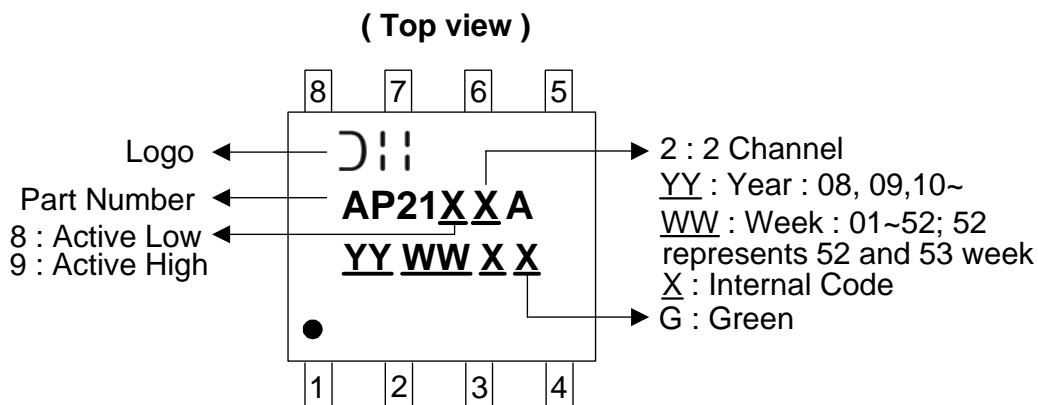 ( Top view )
8 7 6 5
Logo
Part Number
8 : Active Low
9 : Active High
AP21XXA
YY WW X X
2 : 2 Channel
YY : Year : 08, 09,10~
WW : Week : 01~52; 52
represents 52 and 53 week
X : Internal Code
G : Green
1 2 3 4